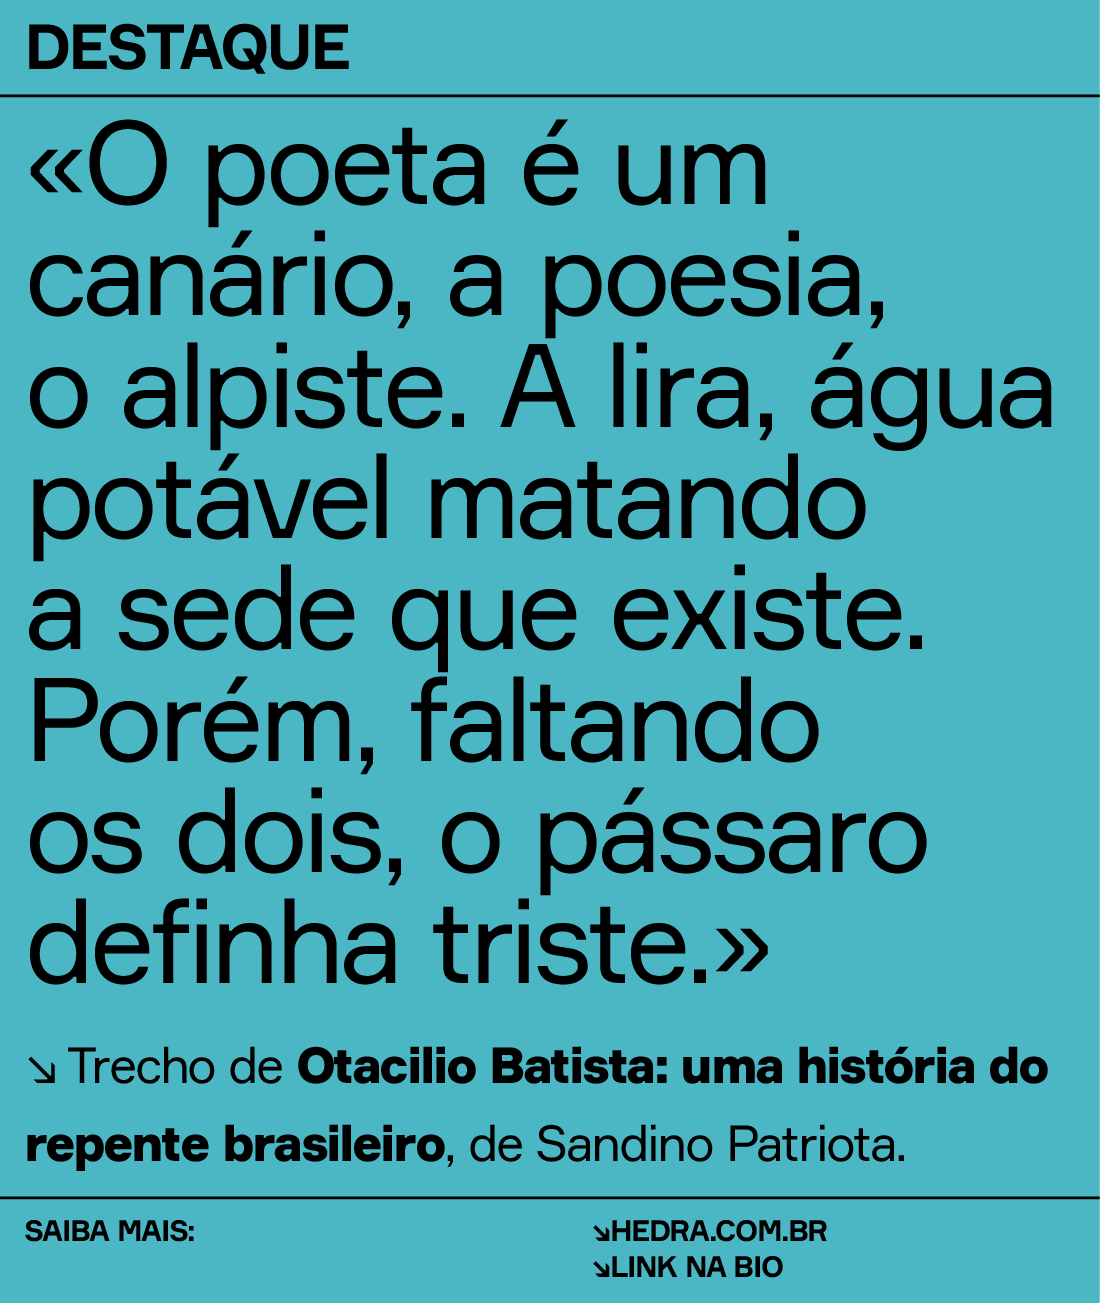 DESTAQUE
«O poeta é um
canário, a poesia,
o alpiste. A lira, água
potável matando
a sede que existe.
Porém, faltando
os dois, o pássaro
definha triste.»
↘ Trecho de Otacilio Batista: uma história do
repente brasileiro, de Sandino Patriota.
SAIBA MAIS:
↘HEDRA.COM.BR
↘LINK NA BIO